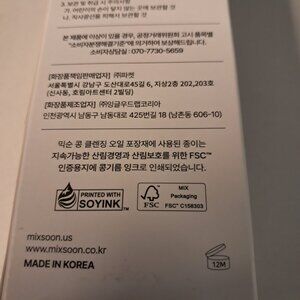 3. 보관 및 취급 시 주의사항
가. 어린이의 손이 닿지 않는 곳에 보관할 것
나. 직사광선을 피해서 보관할 것
본 제품에 이상이 있을 경우, 공정거래위원회 고시 품목별
"소비자분쟁해결기준"에 의거하여 보상해드립니다.
소비자상담실 : 070-7730-5659
[화장품책임판매업자] ㈜파켓
서울특별시 강남구 도산대로45길 6, 지상2층 202,203호
(신사동, 호림아트센터 2빌딩)
[화장품제조업자] ㈜잉글우드랩코리아
인천광역시 남동구 남동대로 425번길 18 (남촌동 606-10)
믹순 콩 클렌징 오일 포장재에 사용된 종이는
지속가능한 산림경영과 산림보호를 위한 FSC™
인증용지에 콩기름 잉크로 인쇄되었습니다.
PRINTED WITH
SOYINK™
FSC
MIX
Packaging
FSC™ C158303
mixsoon.us
www.mixsoon.co.kr
MADE IN KOREA
12M